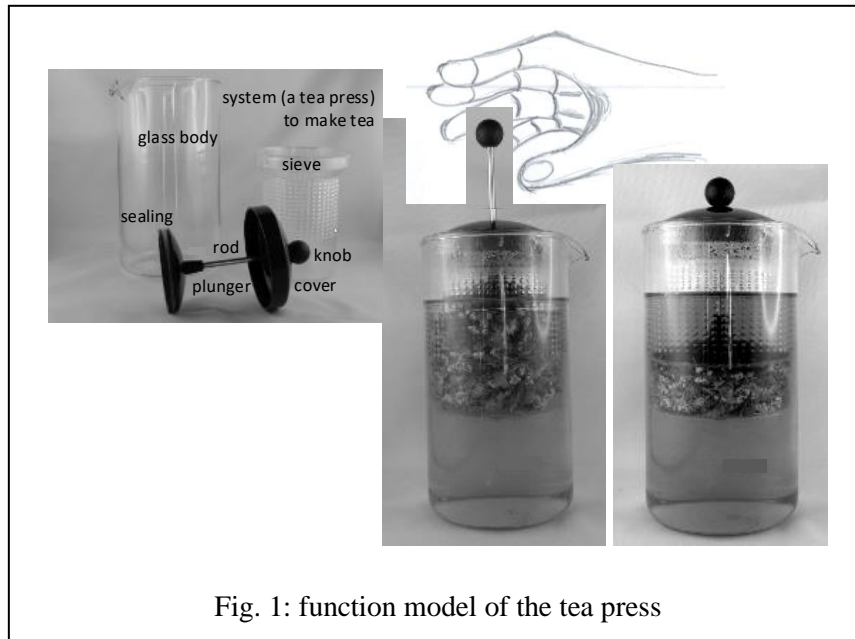 system (a tea press)
to make tea
glass body
sieve
sealing
rod
knob
plunger
cover
Fig. 1: function model of the tea press